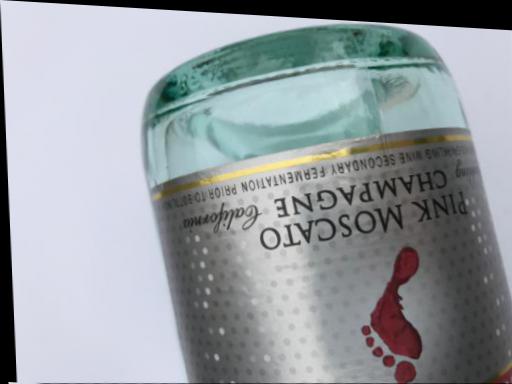 PINK MOSCATO
California CHAMPAGNE
SPARKLING WINE SECONDARY FERMENTATION PRIOR TO BOTTLING